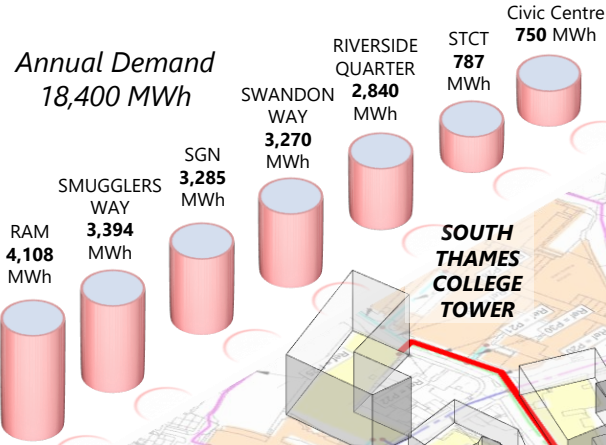 Annual Demand
18,400 MWh
RAM
4,108
MWh
SMUGGLERS
WAY
3,394
MWh
SGN
3,285
MWh
SWANDON
WAY
3,270
MWh
RIVERSIDE
QUARTER
2,840
MWh
STCT
787
MWh
Civic Centre
750 MWh
SOUTH
THAMES
COLLEGE
TOWER